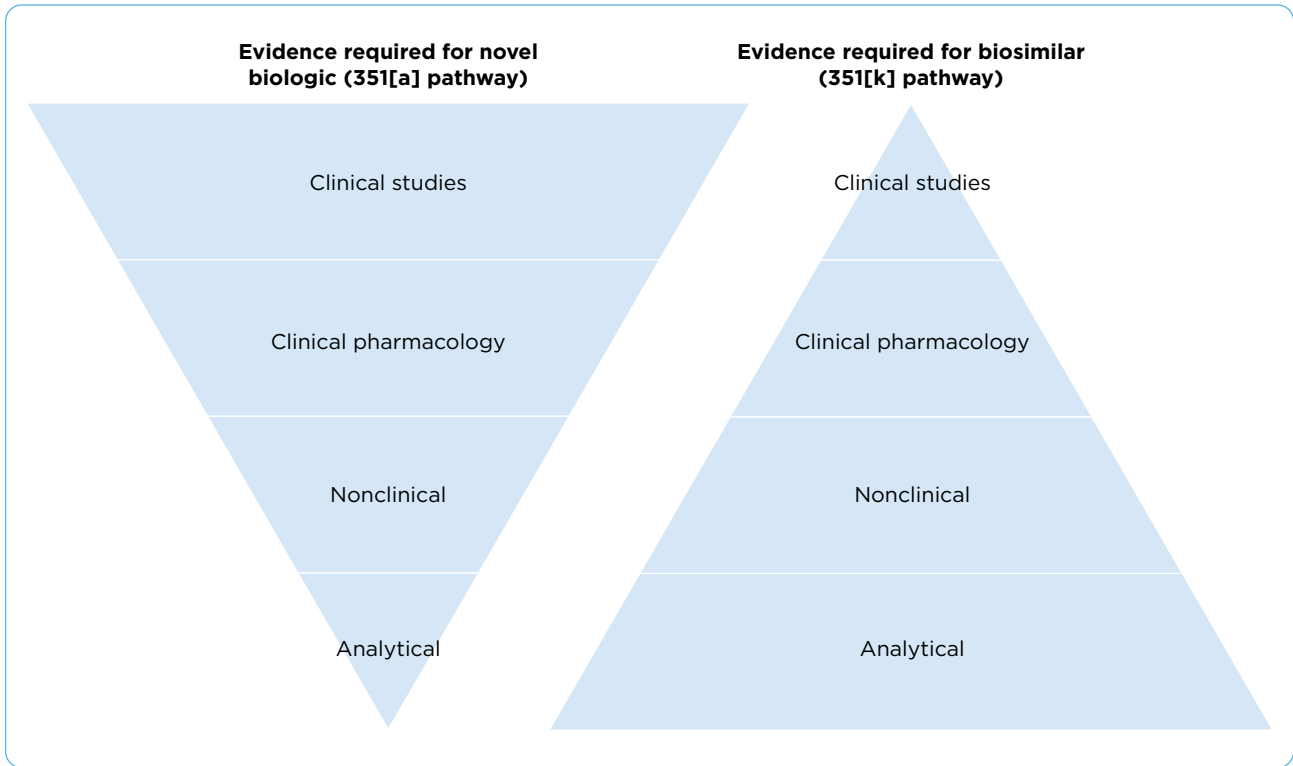 Evidence required for novel
biologic (351[a] pathway)
Clinical studies
Clinical pharmacology
Nonclinical
Analytical
Evidence required for biosimilar
(351[k] pathway)
Clinical studies
Clinical pharmacology
Nonclinical
Analytical